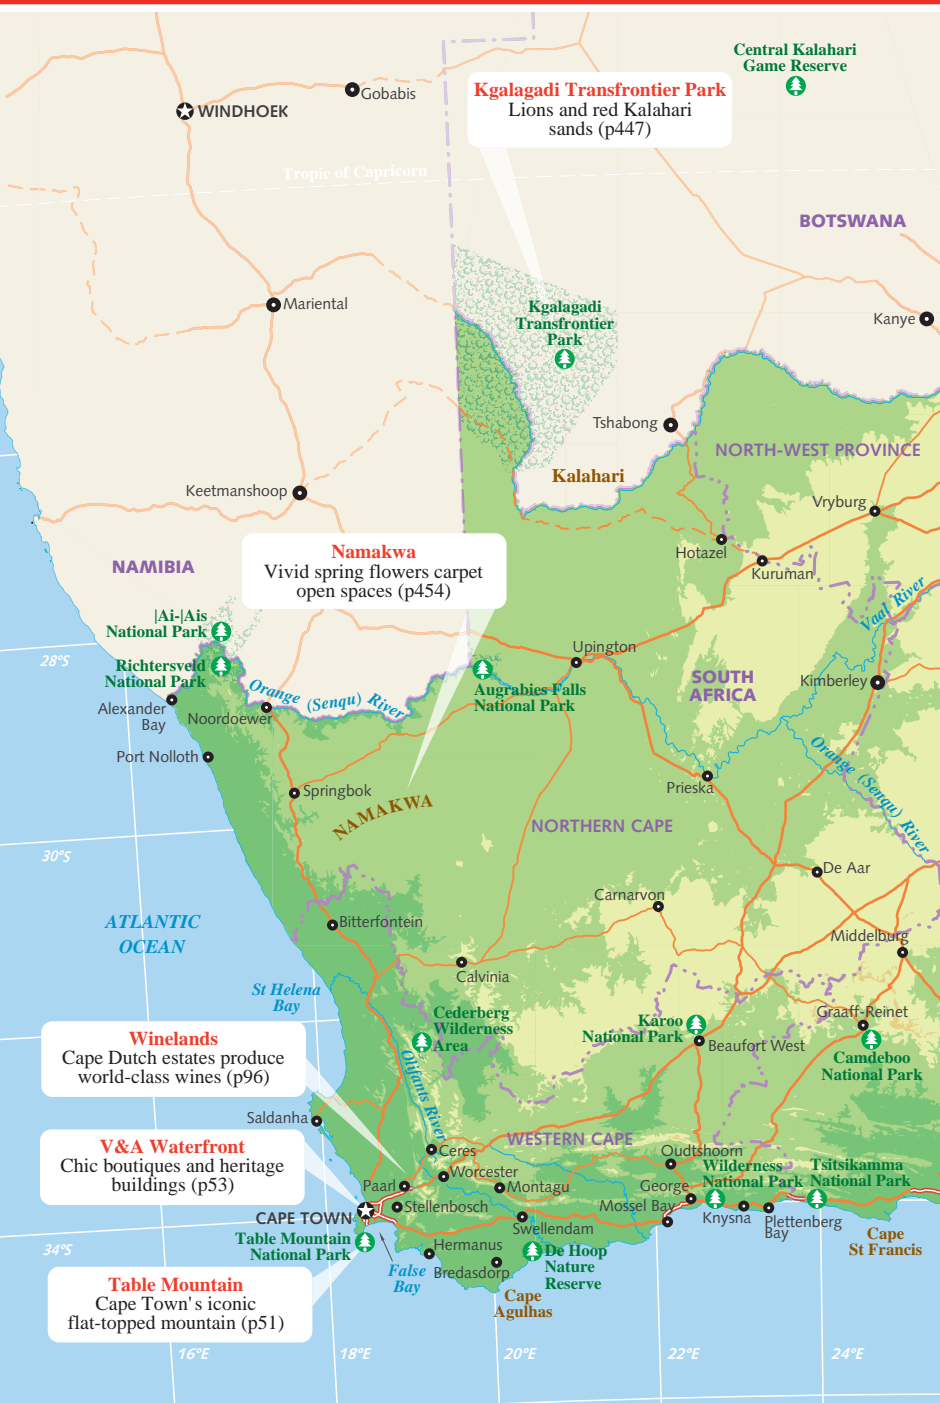 Central Kalahari
Game Reserve
Kgalagadi Transfrontier Park
Lions and red Kalahari
sands (p447)
Gobabis
WINDHOEK
Tropic of Capricorn
BOTSWANA
Mariental
Kgalagadi
Transfrontier
Park
Kanye
Tshabong
NORTH-WEST PROVINCE
Kalahari
Keetmanshoop
Vryburg
Hotazel
Kuruman
Namakwa
Vivid spring flowers carpet
open spaces (p454)
NAMIBIA
Vaal River
|Ai-|Ais
National Park
28°S
Richtersveld
National Park
Upington
SOUTH
AFRICA
Kimberley
Orange (Senqu) River
Augrabies Falls
National Park
Alexander
Bay
Noordoewer
Port Nolloth
Orange (Senqu) River
Prieska
Springbok
NAMAKWA
NORTHERN CAPE
30°S
De Aar
Carnarvon
ATLANTIC
OCEAN
Bitterfontein
Middelburg
Calvinia
St Helena
Bay
Cederberg
Wilderness
Area
Karoo
National Park
Graaff-Reinet
Beaufort West
Camdeboo
National Park
Winelands
Cape Dutch estates produce
world-class wines (p96)
Olifants River
Saldanha
V&A Waterfront
Chic boutiques and heritage
buildings (p53)
WESTERN CAPE
Ceres
Oudtshoorn
Worcester
Wilderness
National Park
Tsitsikamma
National Park
Paarl
Montagu
George
Stellenbosch
Mossel Bay
CAPE TOWN
Knysna
Plettenberg
Bay
Swellendam
Table Mountain
National Park
Cape
St Francis
34°S
Hermanus
De Hoop
Nature
Reserve
False
Bay
Bredasdorp
Table Mountain
Cape Town's iconic
flat-topped mountain (p51)
Cape
Agulhas
16°E
18°E
20°E
22°E
24°E